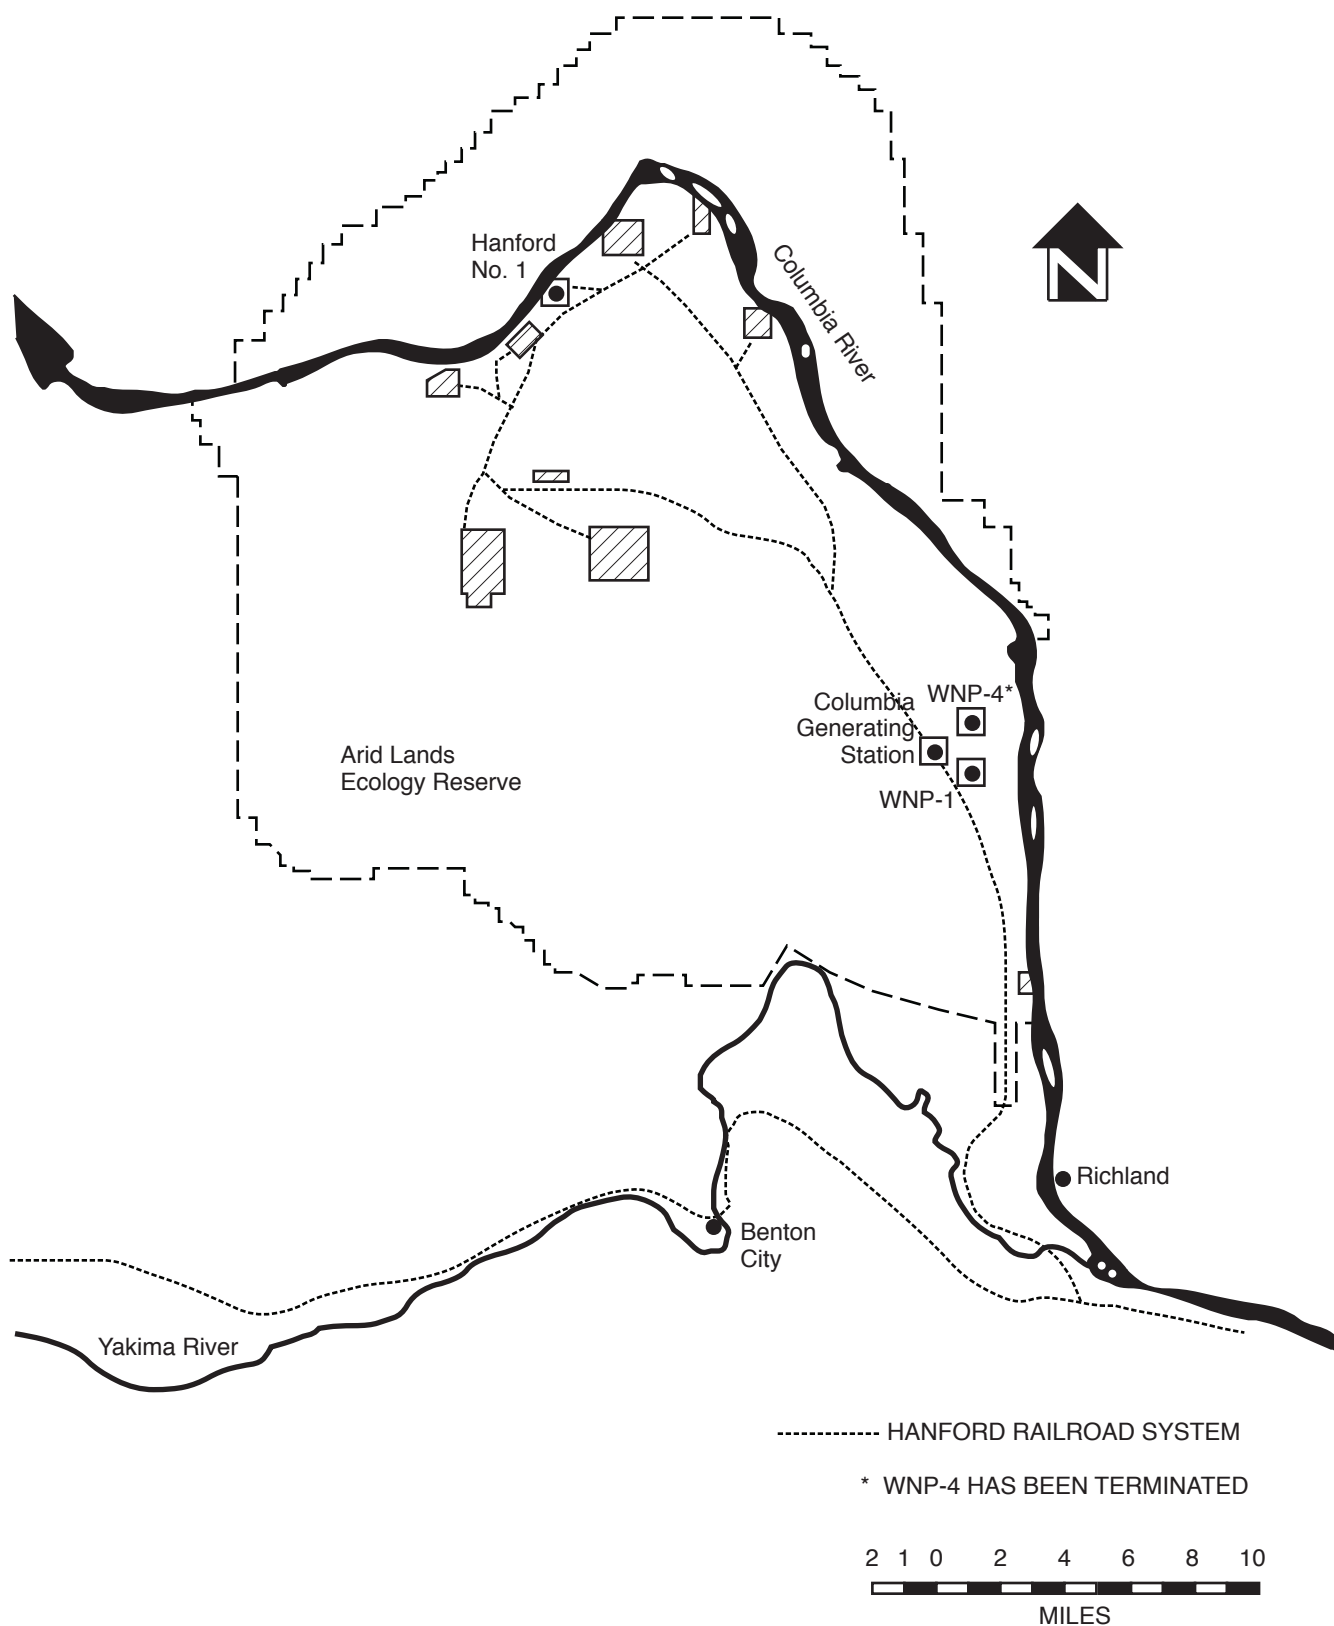 Hanford
No. 1
Columbia River
N
WNP-4*
Columbia
Generating
Station
WNP-1
Arid Lands
Ecology Reserve
Richland
Benton
City
Yakima River
HANFORD RAILROAD SYSTEM
* WNP-4 HAS BEEN TERMINATED
2 1 0 2 4 6 8 10
MILES